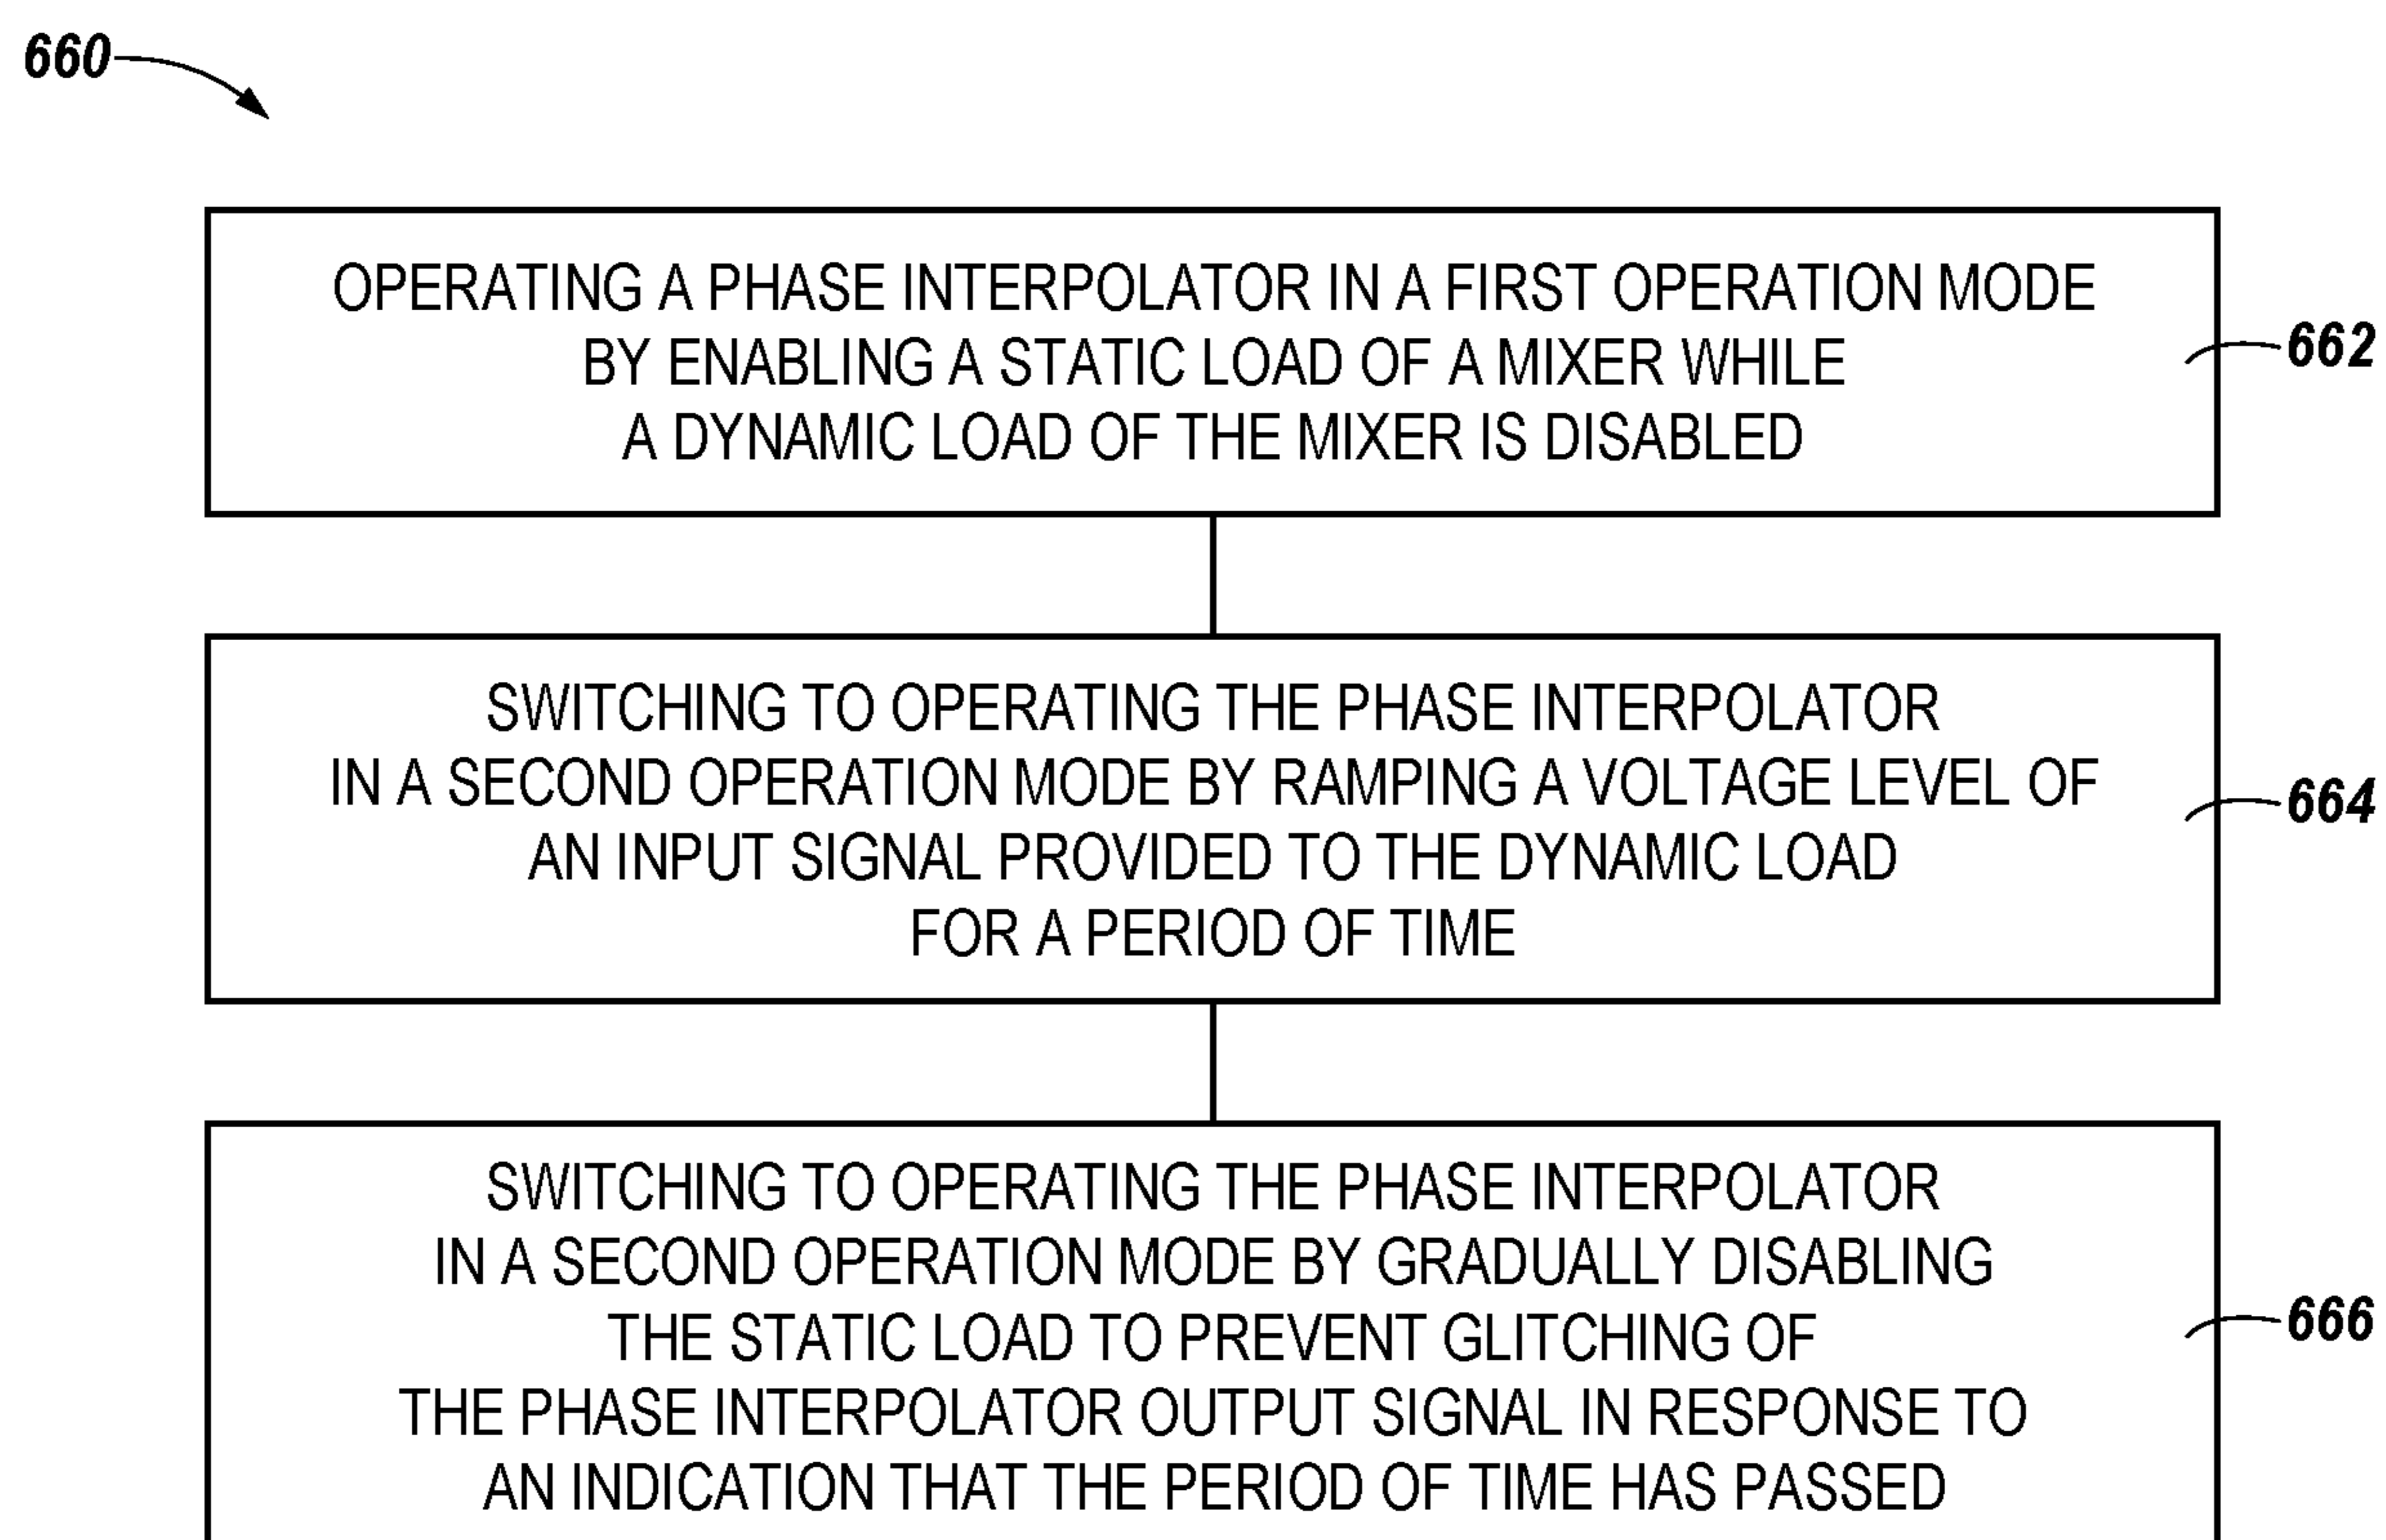 660
OPERATING A PHASE INTERPOLATOR IN A FIRST OPERATION MODE
BY ENABLING A STATIC LOAD OF A MIXER WHILE
A DYNAMIC LOAD OF THE MIXER IS DISABLED
662
SWITCHING TO OPERATING THE PHASE INTERPOLATOR
IN A SECOND OPERATION MODE BY RAMPING A VOLTAGE LEVEL OF
AN INPUT SIGNAL PROVIDED TO THE DYNAMIC LOAD
FOR A PERIOD OF TIME
664
SWITCHING TO OPERATING THE PHASE INTERPOLATOR
IN A SECOND OPERATION MODE BY GRADUALLY DISABLING
THE STATIC LOAD TO PREVENT GLITCHING OF
THE PHASE INTERPOLATOR OUTPUT SIGNAL IN RESPONSE TO
AN INDICATION THAT THE PERIOD OF TIME HAS PASSED
666